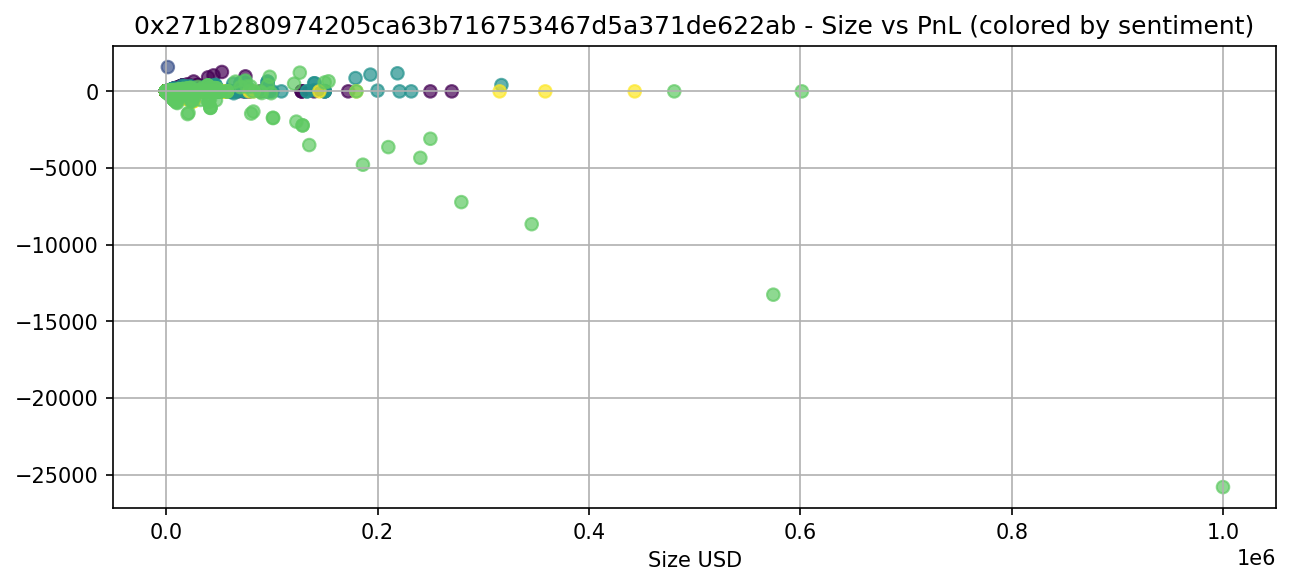 0x271b280974205ca63b716753467d5a371de622ab - Size vs PnL (colored by sentiment)
0
−5000
−10000
−15000
−20000
−25000
0.0 0.2 0.4 0.6 0.8 1.0
Size USD
1e6